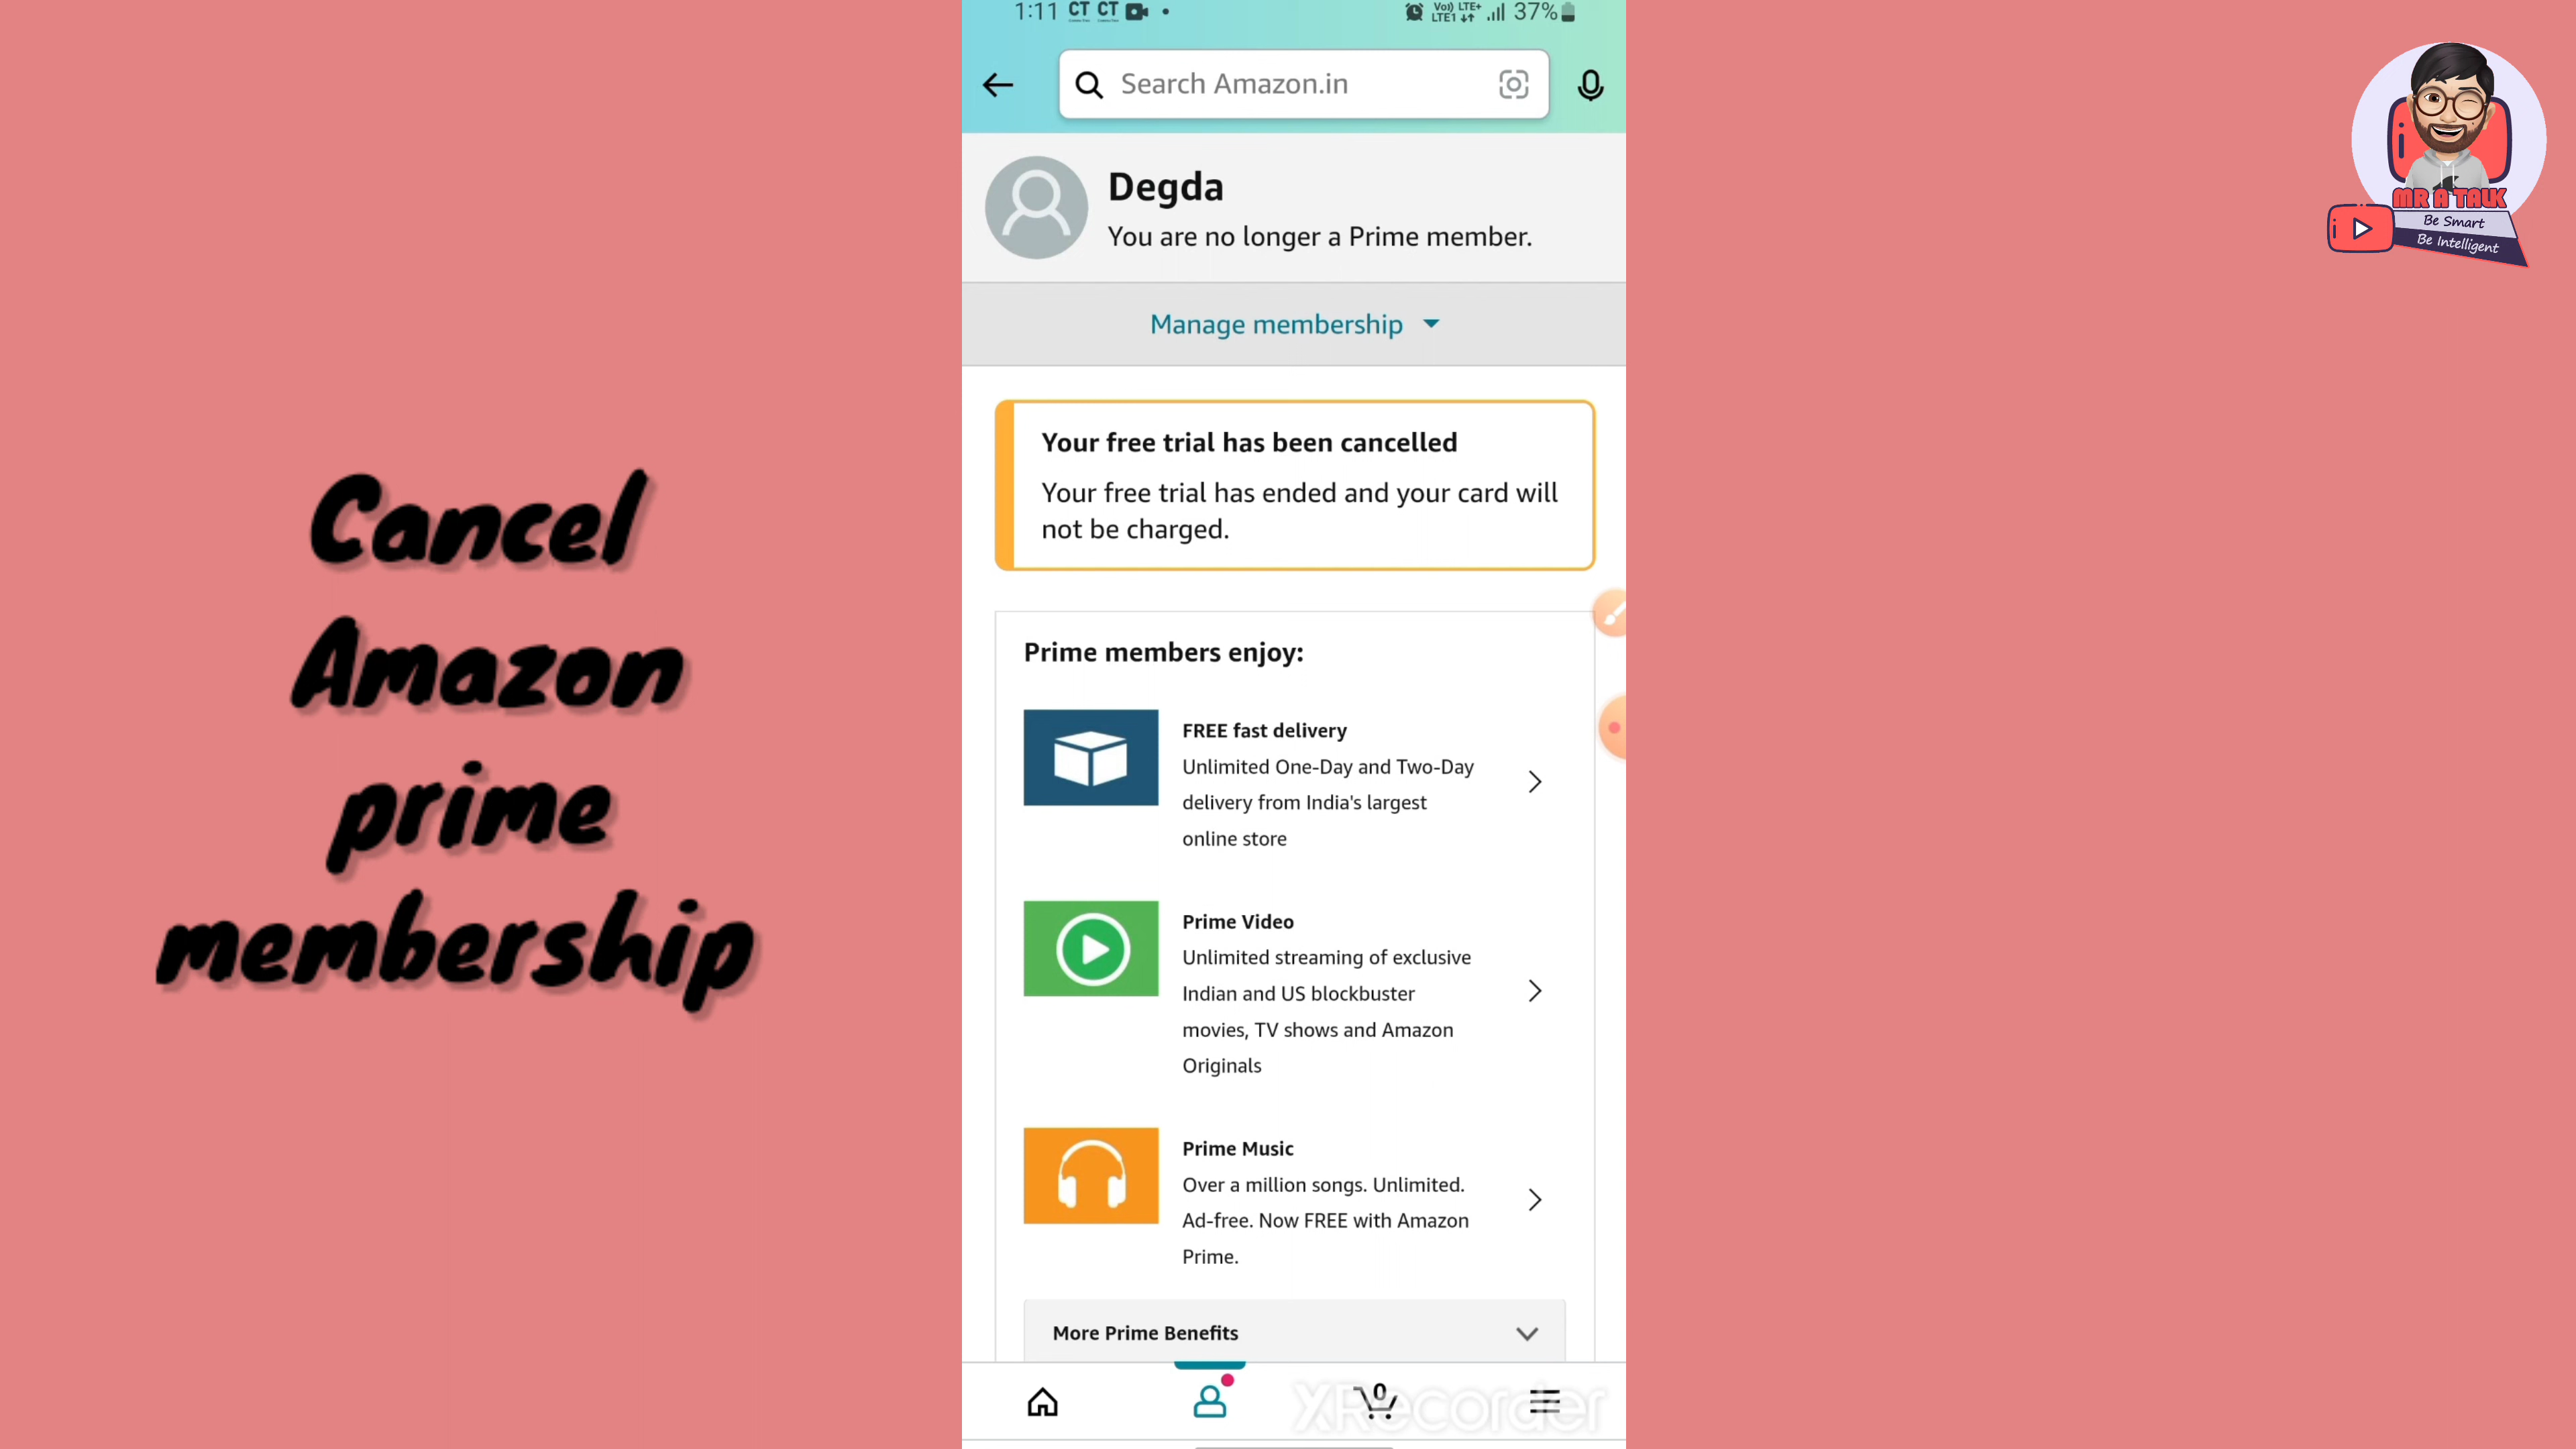 Cancel
Amazon
prime
membership
1:11 CT CT
Vo)) LTE+
LTE1 37%
Search Amazon.in
Degda
You are no longer a Prime member.
Manage membership
Your free trial has been cancelled
Your free trial has ended and your card will
not be charged.
Prime members enjoy:
FREE fast delivery
Unlimited One-Day and Two-Day
delivery from India's largest
online store
Prime Video
Unlimited streaming of exclusive
Indian and US blockbuster
movies, TV shows and Amazon
Originals
Prime Music
Over a million songs. Unlimited.
Ad-free. Now FREE with Amazon
Prime.
More Prime Benefits
0
XRecorder
MR A TALK
Be Smart
Be Intelligent